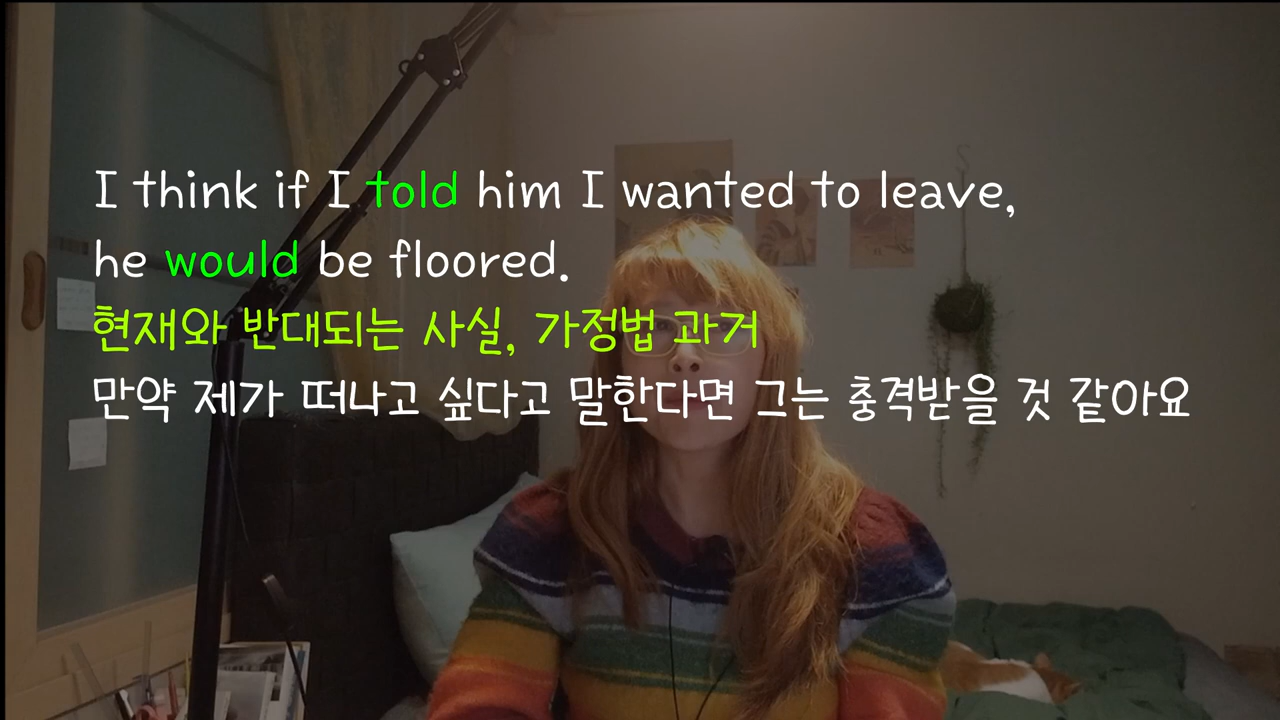 I think if I told him I wanted to leave,
he would be floored.
현재와 반대되는 사실, 가정법 과거
만약 제가 떠나고 싶다고 말한다면 그는 충격받을 것 같아요